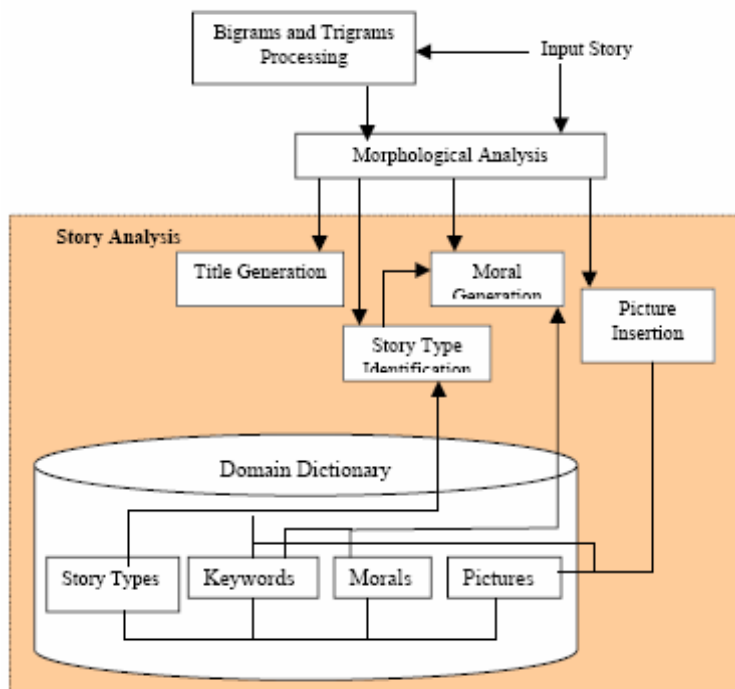 Bigrams and Trigrams
Processing
Input Story
Morphological Analysis
Story Analysis
Title Generation
Moral
Generation
Picture
Insertion
Story Type
Identification
Domain Dictionary
Story Types
Keywords
Morals
Pictures